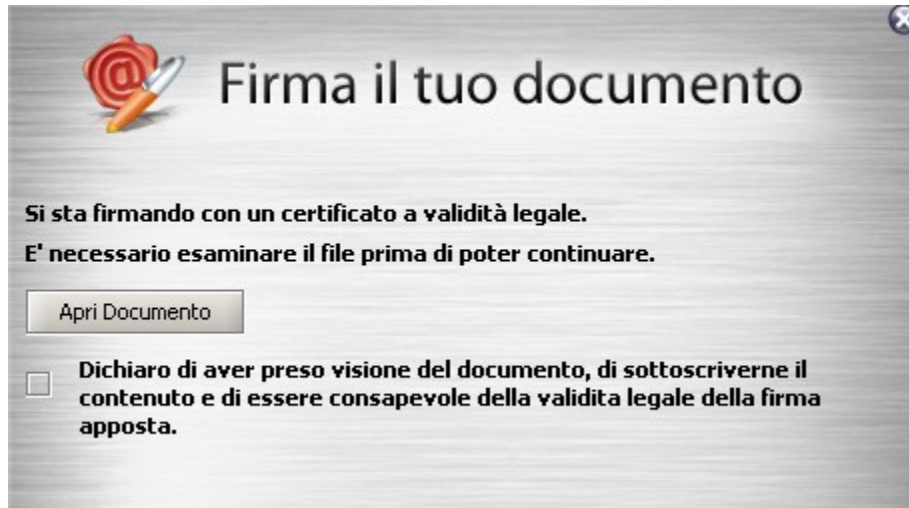 Firma il tuo documento
Si sta firmando con un certificato a validità legale.
E' necessario esaminare il file prima di poter continuare.
Apri Documento
Dichiaro di aver preso visione del documento, di sottoscriverne il
contenuto e di essere consapevole della validita legale della firma
apposta.